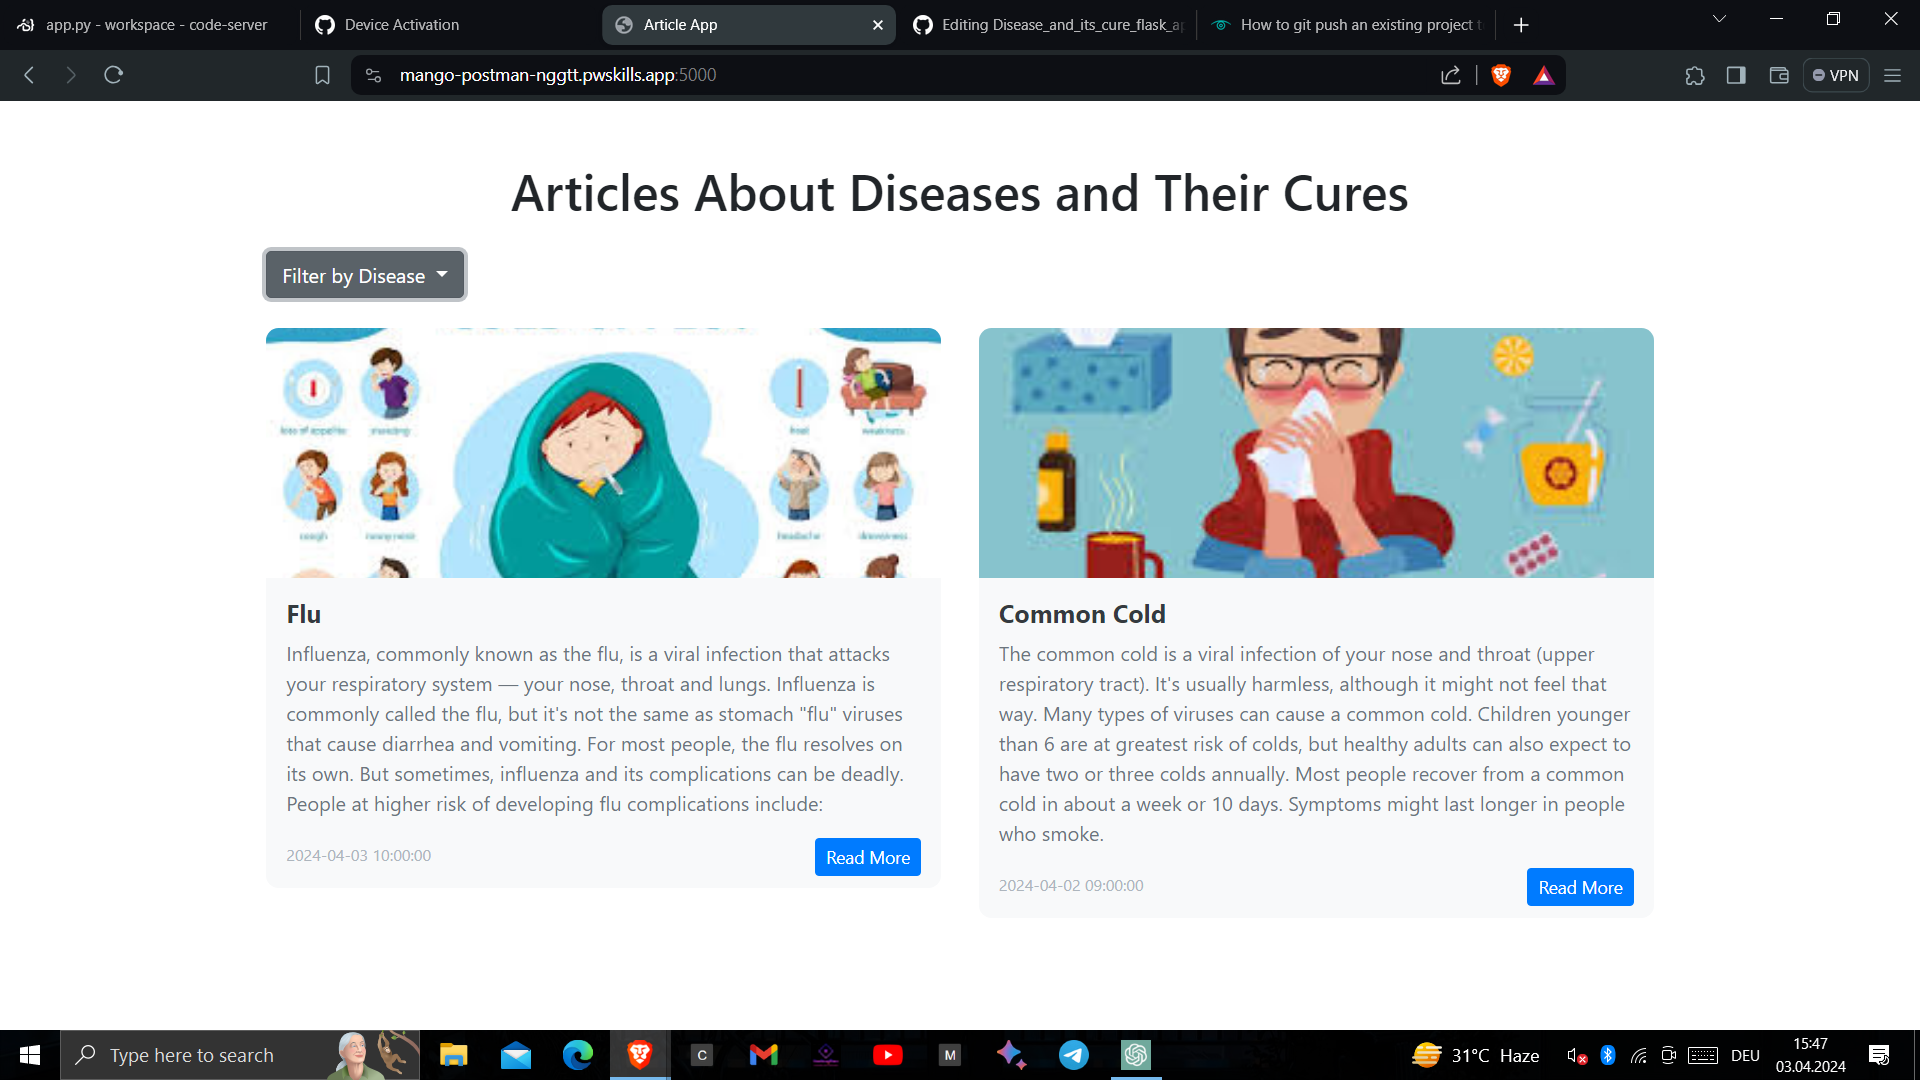 app.py - workspace - code-server
Device Activation
Article App
Editing Disease_and_its_cure_flask_ap
How to git push an existing project t
mango-postman-nggtt.pwskills.app:5000
VPN
Articles About Diseases and Their Cures
Filter by Disease
loss of appetite
sneezing
weakness
cough
runny nose
headache
Flu
Influenza, commonly known as the flu, is a viral infection that attacks
your respiratory system — your nose, throat and lungs. Influenza is
commonly called the flu, but it's not the same as stomach "flu" viruses
that cause diarrhea and vomiting. For most people, the flu resolves on
its own. But sometimes, influenza and its complications can be deadly.
People at higher risk of developing flu complications include:
2024-04-03 10:00:00
Read More
Common Cold
The common cold is a viral infection of your nose and throat (upper
respiratory tract). It's usually harmless, although it might not feel that
way. Many types of viruses can cause a common cold. Children younger
than 6 are at greatest risk of colds, but healthy adults can also expect to
have two or three colds annually. Most people recover from a common
cold in about a week or 10 days. Symptoms might last longer in people
who smoke.
2024-04-02 09:00:00
Read More
Type here to search
C
M
31°C Haze
DEU
15:47
03.04.2024